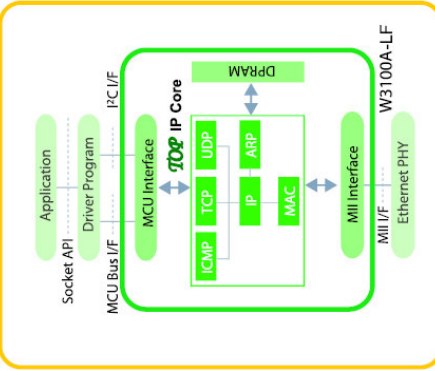 Application
Socket API
Driver Program
MCU Bus I/F
I²C I/F
MCU Interface
TOP IP Core
ICMP
TCP
UDP
IP
ARP
MAC
DPRAM
MII Interface
W3100A-LF
MII I/F
Ethernet PHY